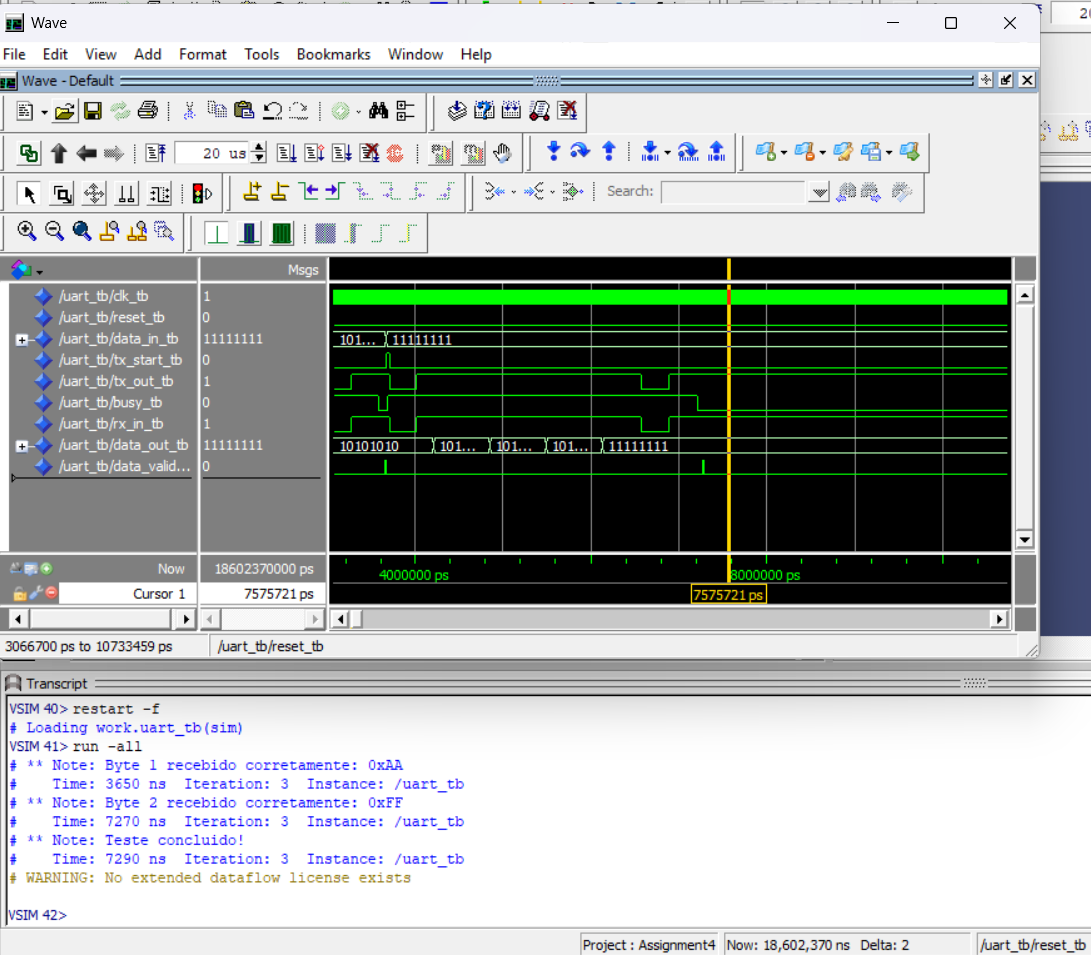 Wave
File Edit View Add Format Tools Bookmarks Window Help
Wave - Default
20 us
Search:
Msgs
/uart_tb/clk_tb 1
/uart_tb/reset_tb 0
/uart_tb/data_in_tb 11111111 101... 11111111
/uart_tb/tx_start_tb 0
/uart_tb/tx_out_tb 1
/uart_tb/busy_tb 0
/uart_tb/rx_in_tb 1
/uart_tb/data_out_tb 11111111 10101010 101... 101... 101... 11111111
/uart_tb/data_valid... 0
Now 18602370000 ps 4000000 ps 8000000 ps
Cursor 1 7575721 ps 7575721 ps
3066700 ps to 10733459 ps /uart_tb/reset_tb
Transcript
VSIM 40> restart -f
# Loading work.uart_tb(sim)
VSIM 41> run -all
# ** Note: Byte 1 recebido corretamente: 0xAA
# Time: 3650 ns Iteration: 3 Instance: /uart_tb
# ** Note: Byte 2 recebido corretamente: 0xFF
# Time: 7270 ns Iteration: 3 Instance: /uart_tb
# ** Note: Teste concluido!
# Time: 7290 ns Iteration: 3 Instance: /uart_tb
# WARNING: No extended dataflow license exists
VSIM 42>
Project : Assignment4 Now: 18,602,370 ns Delta: 2 /uart_tb/reset_tb